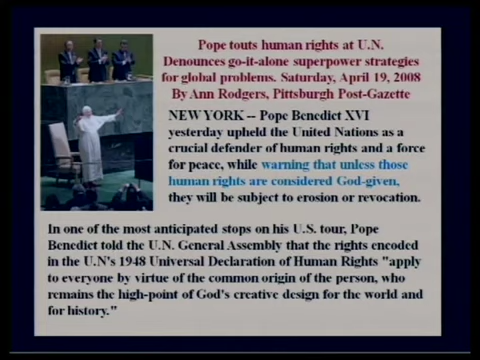 Pope touts human rights at U.N.
Denounces go-it-alone superpower strategies
for global problems. Saturday, April 19, 2008
By Ann Rodgers, Pittsburgh Post-Gazette
NEW YORK -- Pope Benedict XVI
yesterday upheld the United Nations as a
crucial defender of human rights and a force
for peace, while warning that unless those
human rights are considered God-given,
they will be subject to erosion or revocation.
In one of the most anticipated stops on his U.S. tour, Pope
Benedict told the U.N. General Assembly that the rights encoded
in the U.N's 1948 Universal Declaration of Human Rights "apply
to everyone by virtue of the common origin of the person, who
remains the high-point of God's creative design for the world and
for history."